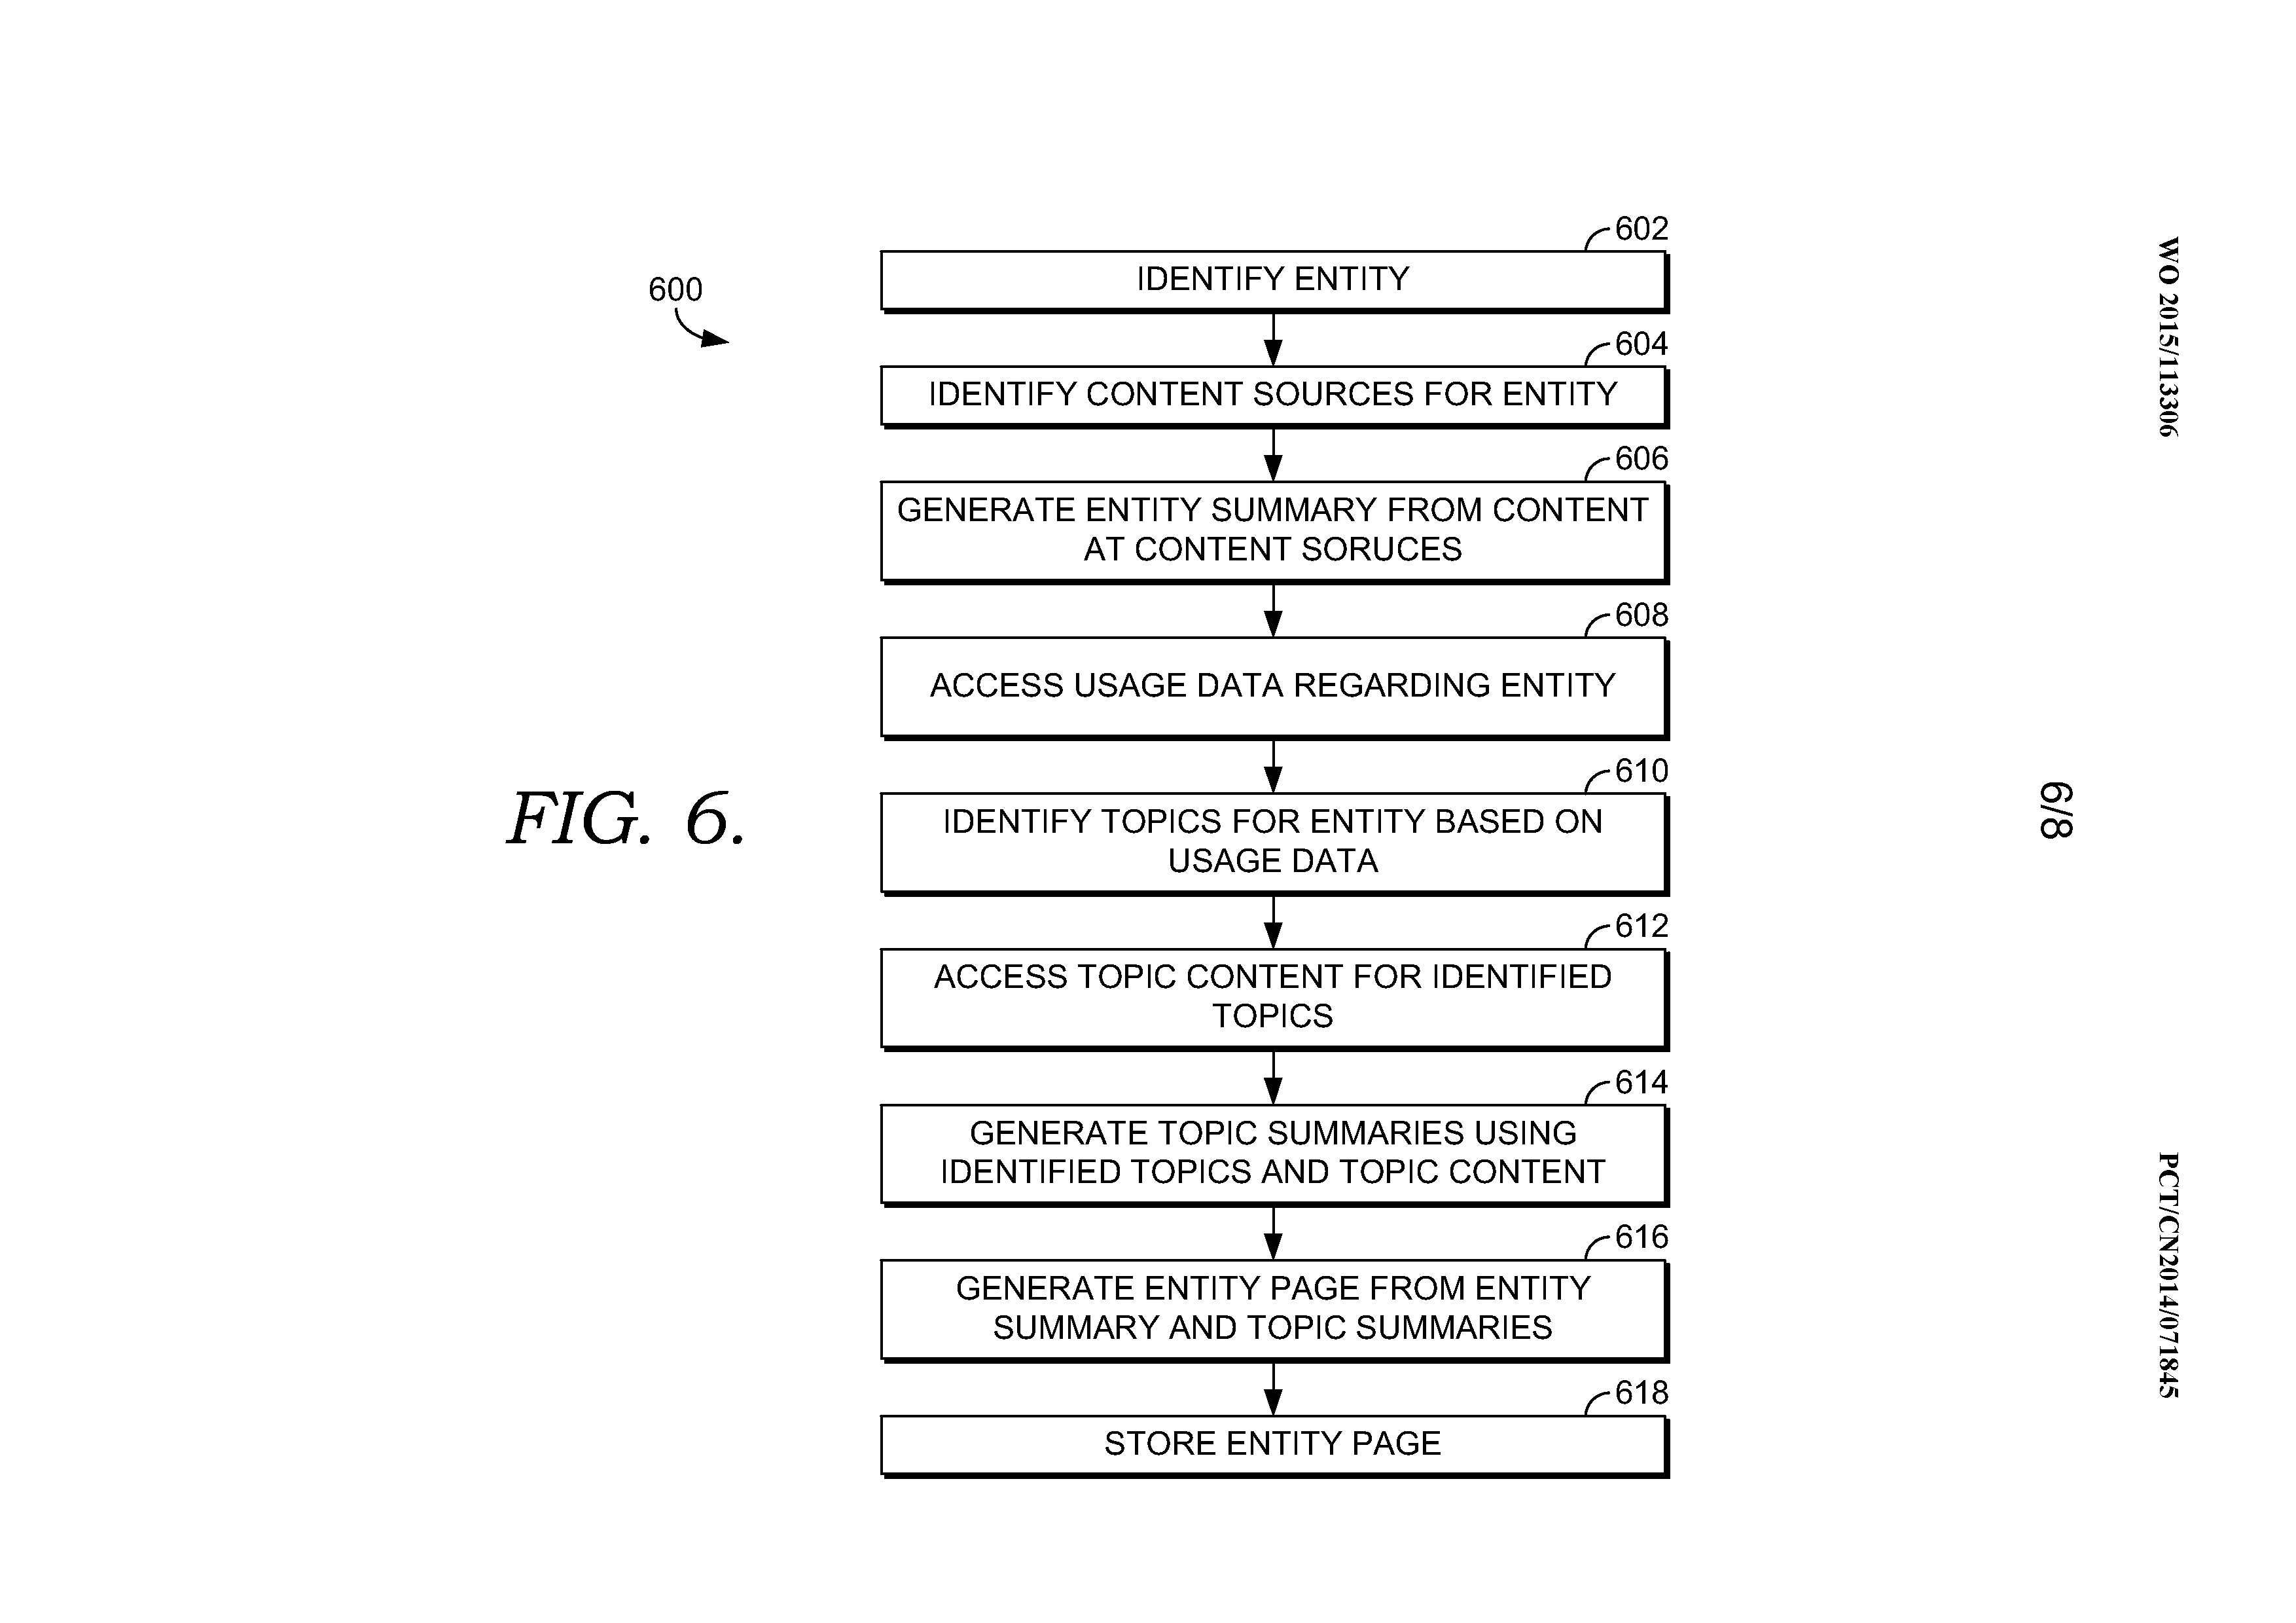 600
602
IDENTIFY ENTITY
604
IDENTIFY CONTENT SOURCES FOR ENTITY
606
GENERATE ENTITY SUMMARY FROM CONTENT
AT CONTENT SORUCES
608
ACCESS USAGE DATA REGARDING ENTITY
610
IDENTIFY TOPICS FOR ENTITY BASED ON
USAGE DATA
612
ACCESS TOPIC CONTENT FOR IDENTIFIED
TOPICS
614
GENERATE TOPIC SUMMARIES USING
IDENTIFIED TOPICS AND TOPIC CONTENT
616
GENERATE ENTITY PAGE FROM ENTITY
SUMMARY AND TOPIC SUMMARIES
618
STORE ENTITY PAGE
FIG. 6.
WO 2015/113306
6/8
PCT/CN2014/071845